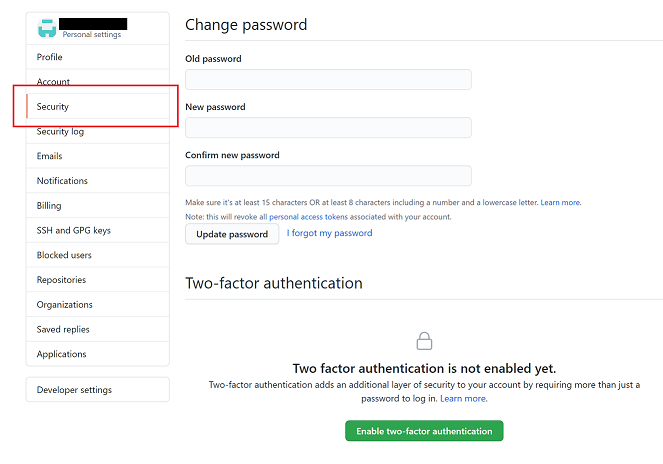 Personal settings
Profile
Account
Security
Security log
Emails
Notifications
Billing
SSH and GPG keys
Blocked users
Repositories
Organizations
Saved replies
Applications
Developer settings
Change password
Old password
New password
Confirm new password
Make sure it's at least 15 characters OR at least 8 characters including a number and a lowercase letter. Learn more.
Note: this will revoke all personal access tokens associated with your account.
Update password I forgot my password
Two-factor authentication
Two factor authentication is not enabled yet.
Two-factor authentication adds an additional layer of security to your account by requiring more than just a
password to log in. Learn more.
Enable two-factor authentication